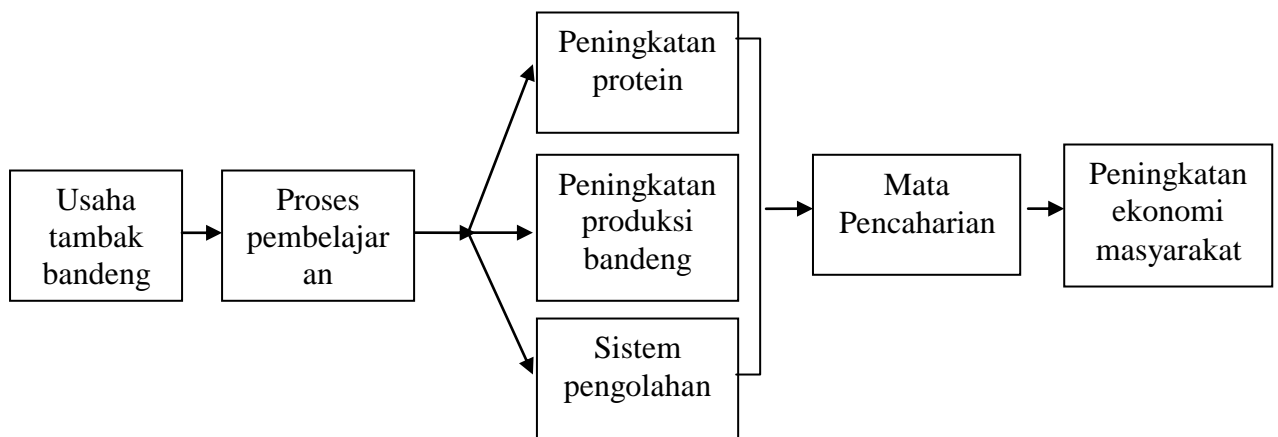 Usaha
tambak
bandeng
Proses
pembelajar
an
Peningkatan
protein
Peningkatan
produksi
bandeng
Sistem
pengolahan
Mata
Pencaharian
Peningkatan
ekonomi
masyarakat